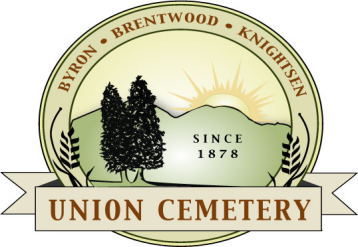 BYRON • BRENTWOOD • KNIGHTSEN
SINCE
1878
UNION CEMETERY